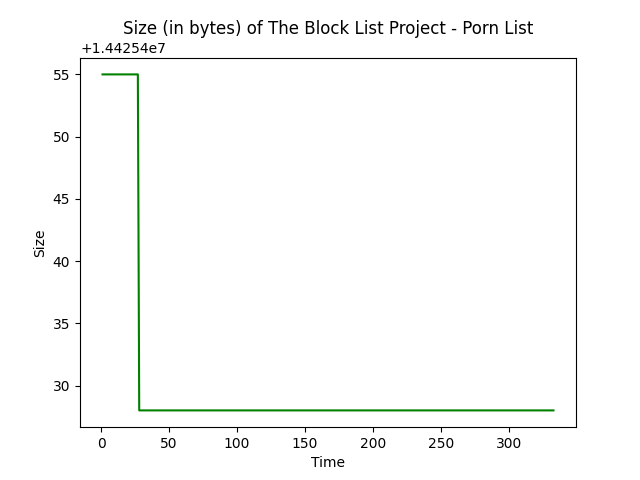 Size (in bytes) of The Block List Project - Porn List
+1.44254e7
55
50
45
40
35
30
Size
0 50 100 150 200 250 300
Time